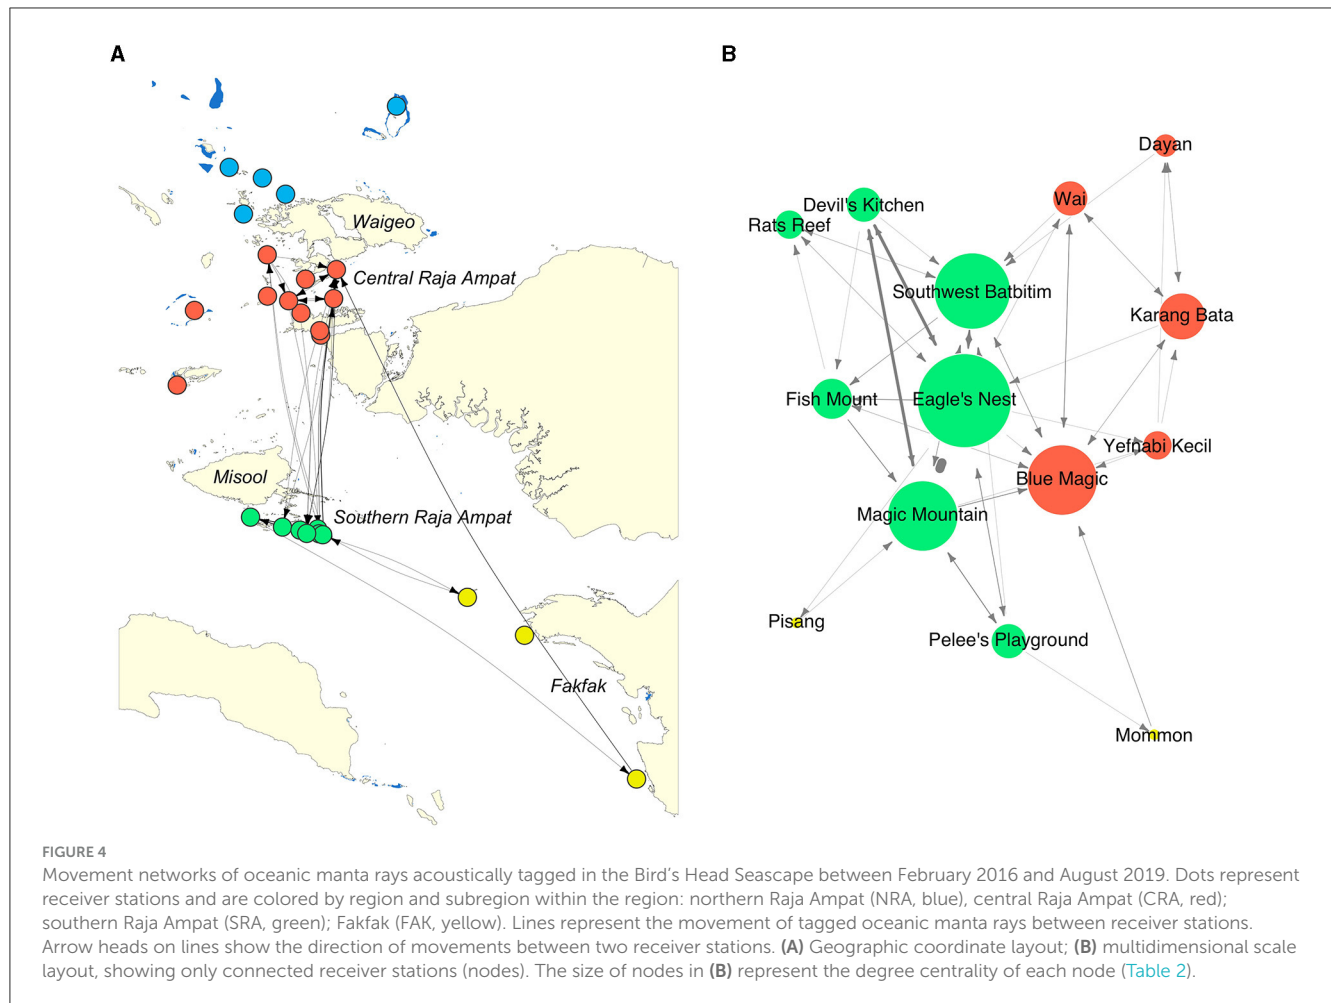 A
B
Waigeo
Central Raja Ampat
Misool
Southern Raja Ampat
Fakfak
Dayan
Wai
Devil's Kitchen
Rats Reef
Southwest Batbitim
Karang Bata
Fish Mount
Eagle's Nest
Yefnabi Kecil
Blue Magic
Magic Mountain
Pisang
Pelee's Playground
Mommon
FIGURE 4
Movement networks of oceanic manta rays acoustically tagged in the Bird's Head Seascape between February 2016 and August 2019. Dots represent
receiver stations and are colored by region and subregion within the region: northern Raja Ampat (NRA, blue), central Raja Ampat (CRA, red);
southern Raja Ampat (SRA, green); Fakfak (FAK, yellow). Lines represent the movement of tagged oceanic manta rays between receiver stations.
Arrow heads on lines show the direction of movements between two receiver stations. (A) Geographic coordinate layout; (B) multidimensional scale
layout, showing only connected receiver stations (nodes). The size of nodes in (B) represent the degree centrality of each node (Table 2).